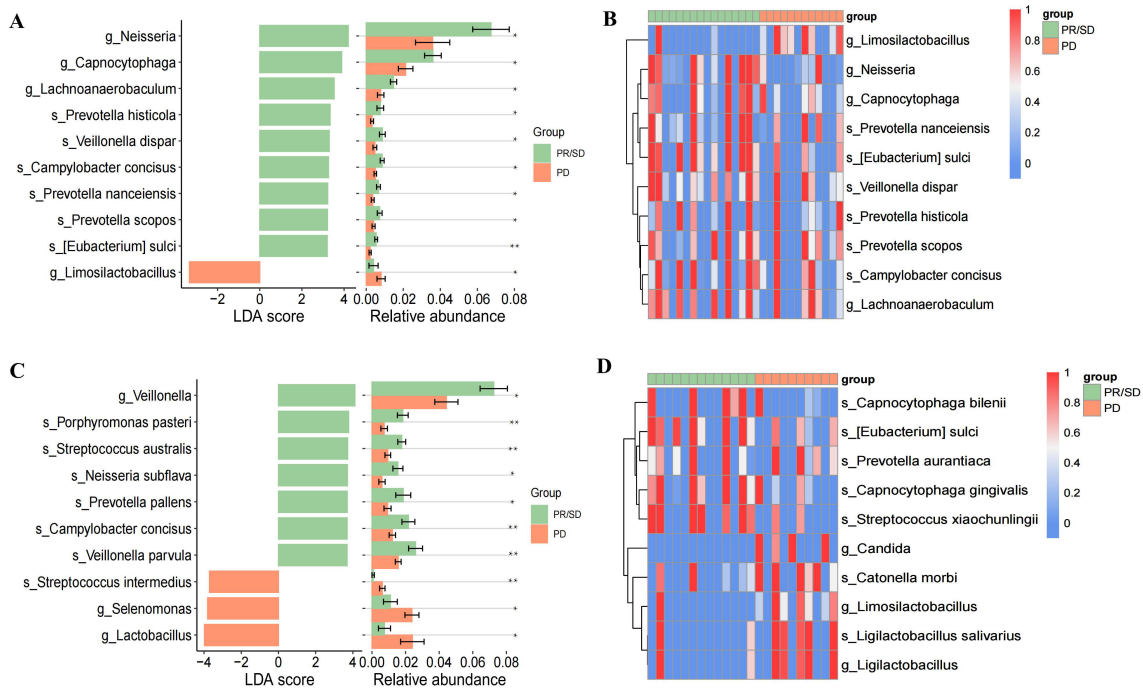 A
g_Neisseria
*
g_Capnocytophaga
*
g_Lachnoanaerobaculum
*
s_Prevotella histicola
*
s_Veillonella dispar
*
s_Campylobacter concisus
*
s_Prevotella nanceiensis
*
s_Prevotella scopos
*
s_[Eubacterium] sulci
**
g_Limosilactobacillus
*
−2 0 2 4
LDA score
0.00 0.02 0.04 0.06 0.08
Relative abundance
Group
PR/SD
PD
B
group
g_Limosilactobacillus
g_Neisseria
g_Capnocytophaga
s_Prevotella nanceiensis
s_[Eubacterium] sulci
s_Veillonella dispar
s_Prevotella histicola
s_Prevotella scopos
s_Campylobacter concisus
g_Lachnoanaerobaculum
1
0.8
0.6
0.4
0.2
0
group
PR/SD
PD
C
g_Veillonella
*
s_Porphyromonas pasteri
**
s_Streptococcus australis
**
s_Neisseria subflava
*
s_Prevotella pallens
*
s_Campylobacter concisus
**
s_Veillonella parvula
**
s_Streptococcus intermedius
**
g_Selenomonas
*
g_Lactobacillus
*
−4 −2 0 2 4
LDA score
0.00 0.02 0.04 0.06 0.08
Relative abundance
Group
PR/SD
PD
D
group
s_Capnocytophaga bilenii
s_[Eubacterium] sulci
s_Prevotella aurantiaca
s_Capnocytophaga gingivalis
s_Streptococcus xiaochunlingii
g_Candida
s_Catonella morbi
g_Limosilactobacillus
s_Ligilactobacillus salivarius
g_Ligilactobacillus
1
0.8
0.6
0.4
0.2
0
group
PR/SD
PD